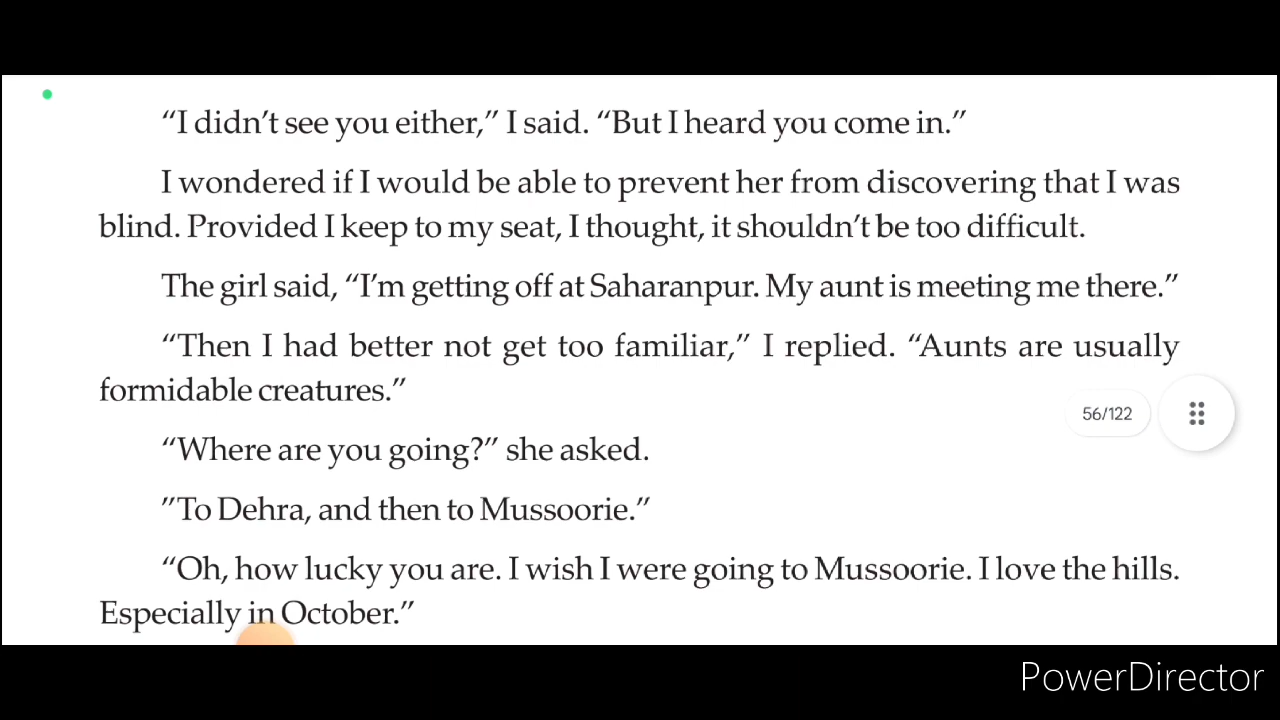 “I didn’t see you either,” I said. “But I heard you come in.”
I wondered if I would be able to prevent her from discovering that I was
blind. Provided I keep to my seat, I thought, it shouldn’t be too difficult.
The girl said, “I’m getting off at Saharanpur. My aunt is meeting me there.”
“Then I had better not get too familiar,” I replied. “Aunts are usually
formidable creatures.”
56/122
“Where are you going?” she asked.
”To Dehra, and then to Mussoorie.”
“Oh, how lucky you are. I wish I were going to Mussoorie. I love the hills.
Especially in October.”
PowerDirector